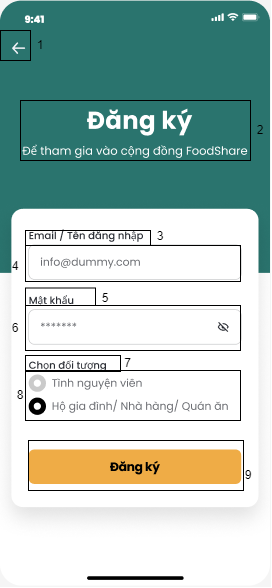 9:41
1
Đăng ký
Để tham gia vào cộng đồng FoodShare
2
Email / Tên đăng nhập
3
4
info@dummy.com
Mật khẩu
5
6
*******
Chọn đối tượng
7
Tình nguyện viên
8
Hộ gia đình/ Nhà hàng/ Quán ăn
Đăng ký
9